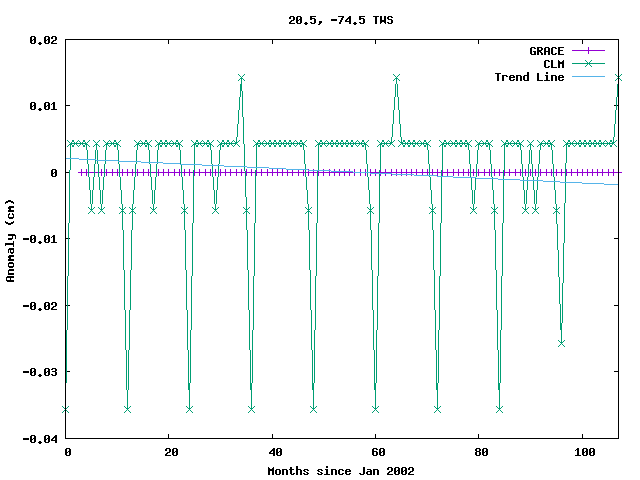 20.5, -74.5 TWS
GRACE
CLM
Trend Line
0.02
0.01
0
-0.01
-0.02
-0.03
-0.04
Anomaly (cm)
0 20 40 60 80 100
Months since Jan 2002